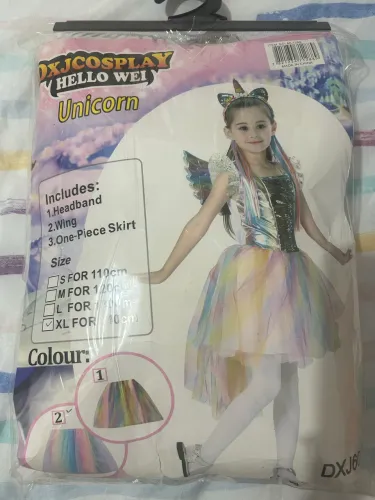 DXJCOSPLAY
HELLO WEI
Unicorn
Includes:
1.Headband
2.Wing
3.One-Piece Skirt
Size
S FOR 110cm
M FOR 120cm
L FOR
XL FOR
Colour:
1
2